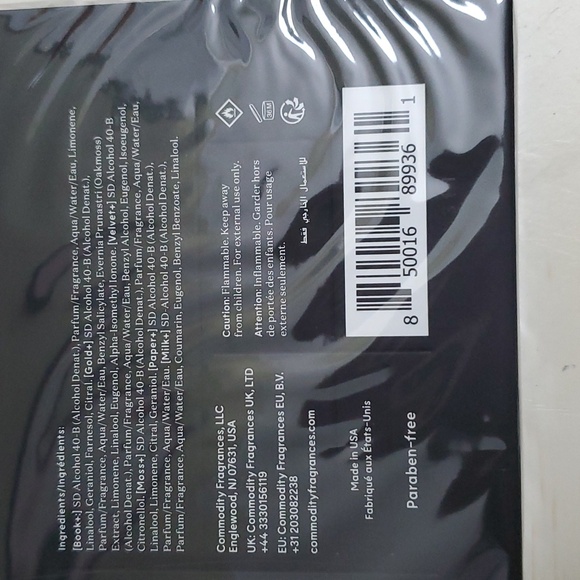 Ingredients/Ingrédients:
[Book+] SD Alcohol 40-B (Alcohol Denat.), Parfum/Fragrance, Aqua/Water/Eau, Limonene,
Linalool, Geraniol, Farnesol, Citral. [Gold+] SD Alcohol 40-B (Alcohol Denat.),
Parfum/Fragrance, Aqua/Water/Eau, Benzyl Salicylate, Evernia Prunastri (Oakmoss)
Extract, Limonene, Linalool, Eugenol, Alpha-Isomethyl Ionone. [Velvet+] SD Alcohol 40-B
(Alcohol Denat.), Parfum/Fragrance, Aqua/Water/Eau, Benzyl Alcohol, Eugenol, Isoeugenol,
Citronellol. [Moss+] SD Alcohol 40-B (Alcohol Denat.), Parfum/Fragrance, Aqua/Water/Eau,
Linalool, Limonene, Citral, Geraniol. [Paper+] SD Alcohol 40-B (Alcohol Denat.),
Parfum/Fragrance, Aqua/Water/Eau. [Milk+] SD Alcohol 40-B (Alcohol Denat.),
Parfum/Fragrance, Aqua/Water/Eau, Coumarin, Eugenol, Benzyl Benzoate, Linalool.
Commodity Fragrances, LLC
Englewood, NJ 07631, USA
UK: Commodity Fragrances UK, LTD
+44 3330156119
EU: Commodity Fragrances EU, B.V.
+31 203082238
commodityfragrances.com
Made in USA
Fabriqué aux États-Unis
Paraben-free
Caution: Flammable. Keep away
from children. For external use only.
Attention: Inflammable. Garder hors
de portée des enfants. Pour usage
externe seulement.
للإستعمال الخارجي فقط
36M
8 50016 89936 1